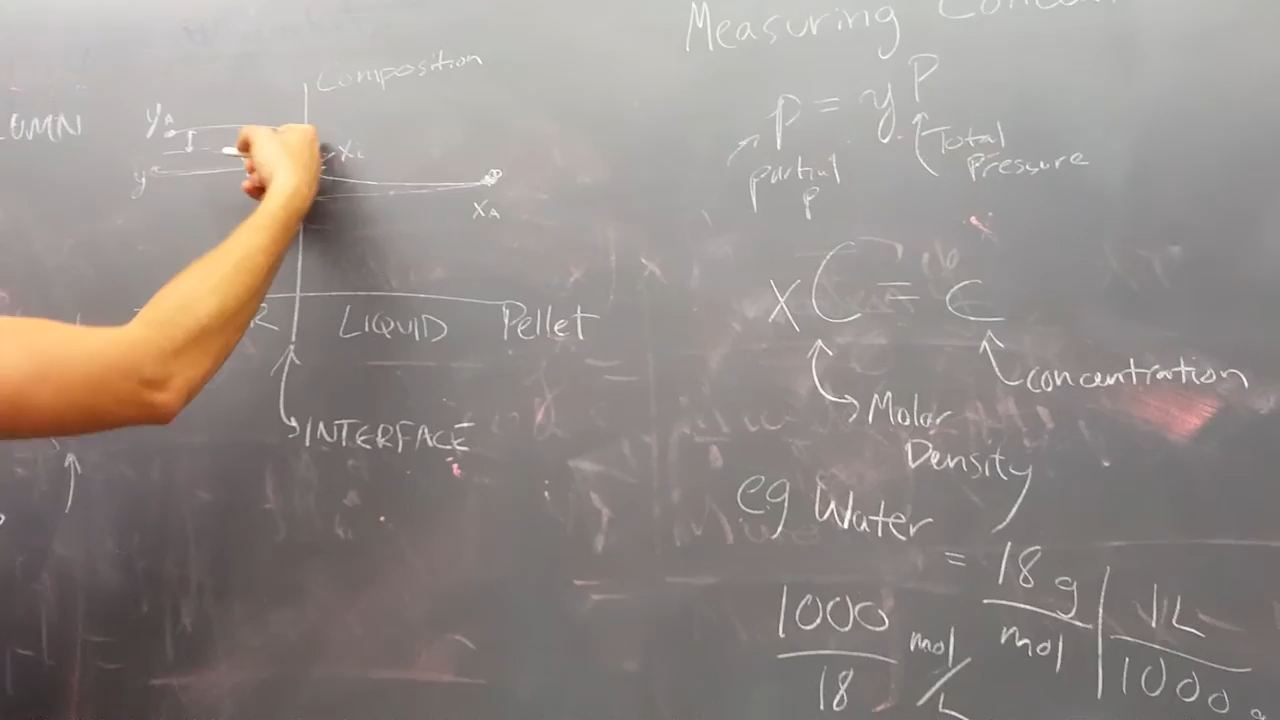 Composition
yA
y
xi
xA
LIQUID Pellet
INTERFACE
Measuring
p = y P
partial
p
Total
Pressure
x C = C
concentration
Molar
Density
eg Water
= 18 g / mol | 1L / 1000
1000 / 18 mol/L